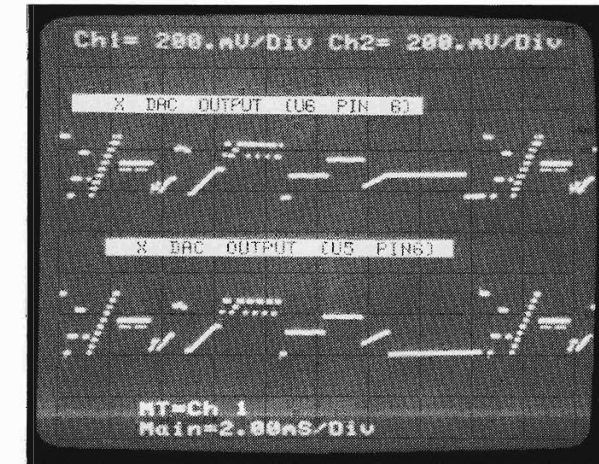 Ch1= 200.mV/Div Ch2= 200.mV/Div
X DAC OUTPUT (U6 PIN 6)
X DAC OUTPUT (U5 PIN6)
MT=Ch 1
Main=2.00mS/Div